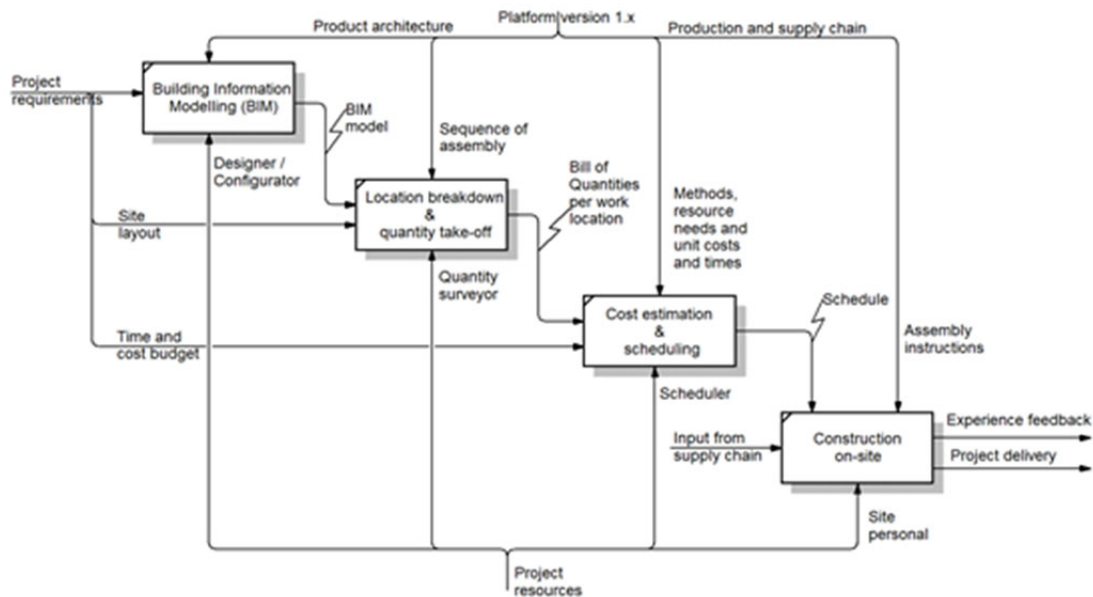 Platform version 1.x
Product architecture
Production and supply chain
Project
requirements
Building Information
Modelling (BIM)
BIM
model
Sequence of
assembly
Designer /
Configurator
Bill of
Quantities
per work
location
Methods,
resource
needs and
unit costs
and times
Location breakdown
&
quantity take-off
Site
layout
Quantity
surveyor
Schedule
Cost estimation
&
scheduling
Time and
cost budget
Assembly
instructions
Scheduler
Experience feedback
Input from
supply chain
Construction
on-site
Project delivery
Site
personal
Project
resources